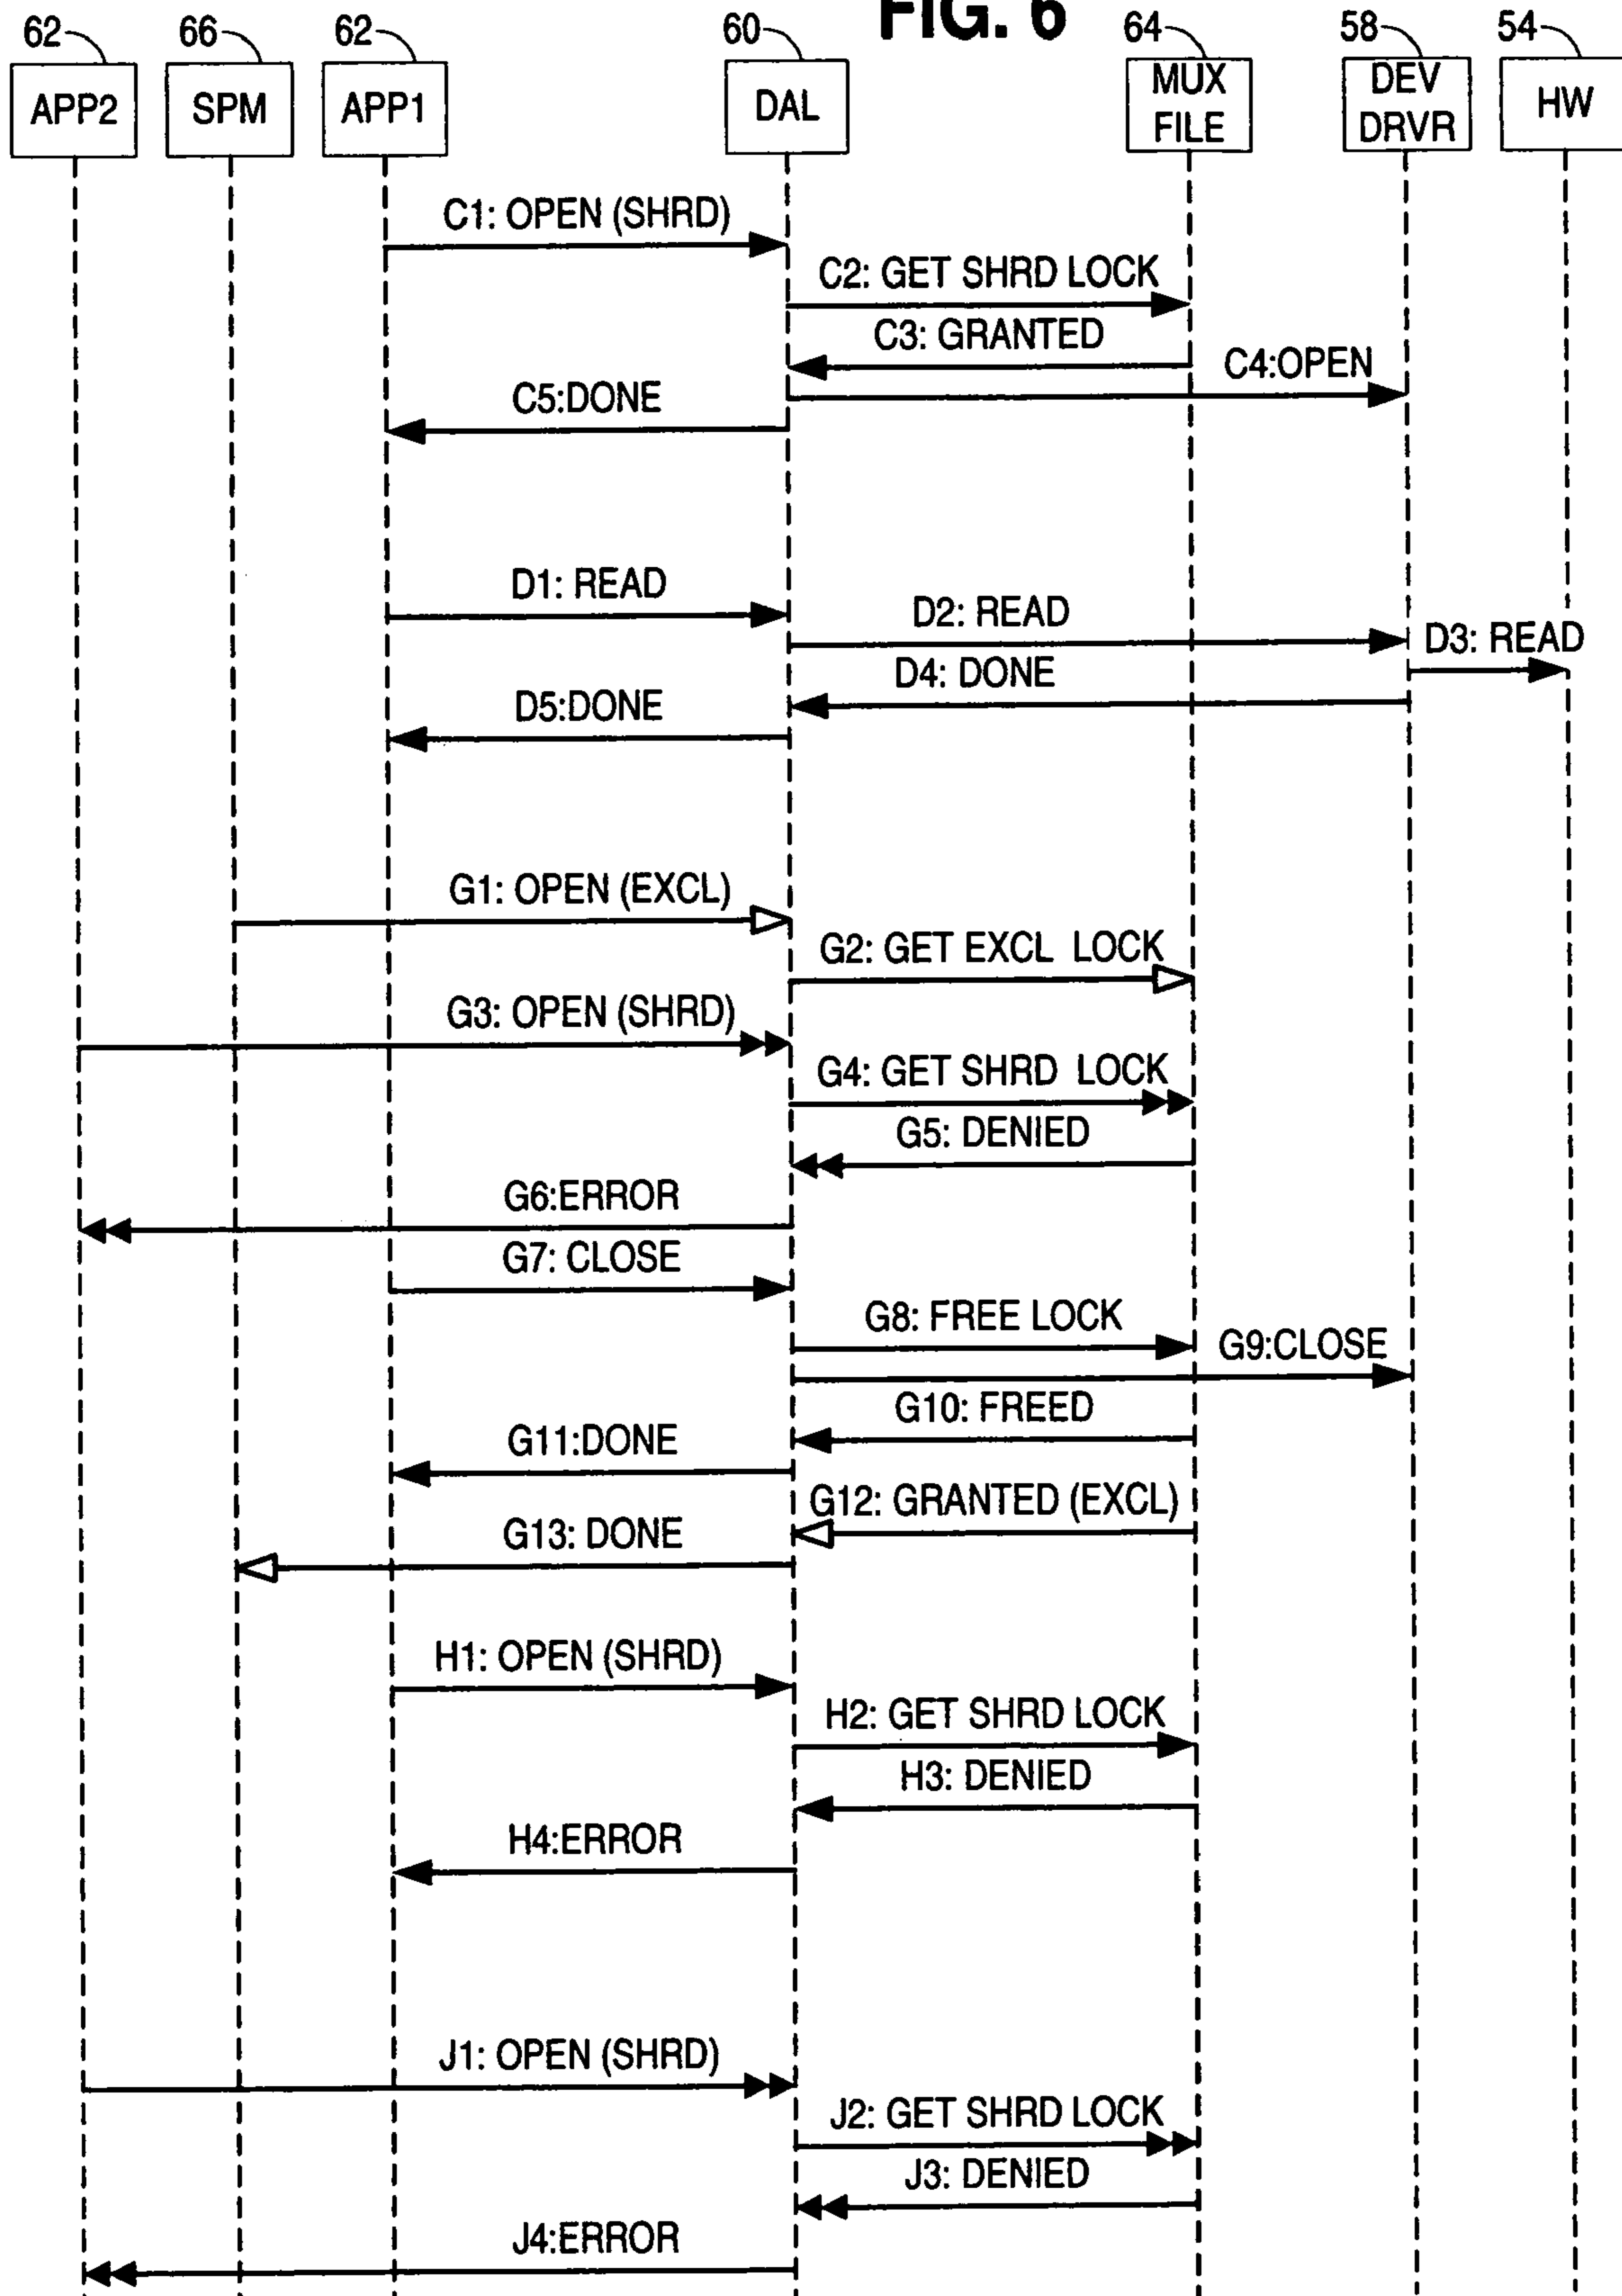 FIG. 6
62
66
62
60
64
58
54
APP2
SPM
APP1
DAL
MUX
FILE
DEV
DRVR
HW
C1: OPEN (SHRD)
C2: GET SHRD LOCK
C3: GRANTED
C4:OPEN
C5:DONE
D1: READ
D2: READ
D3: READ
D4: DONE
D5:DONE
G1: OPEN (EXCL)
G2: GET EXCL LOCK
G3: OPEN (SHRD)
G4: GET SHRD LOCK
G5: DENIED
G6:ERROR
G7: CLOSE
G8: FREE LOCK
G9:CLOSE
G10: FREED
G11:DONE
G12: GRANTED (EXCL)
G13: DONE
H1: OPEN (SHRD)
H2: GET SHRD LOCK
H3: DENIED
H4:ERROR
J1: OPEN (SHRD)
J2: GET SHRD LOCK
J3: DENIED
J4:ERROR